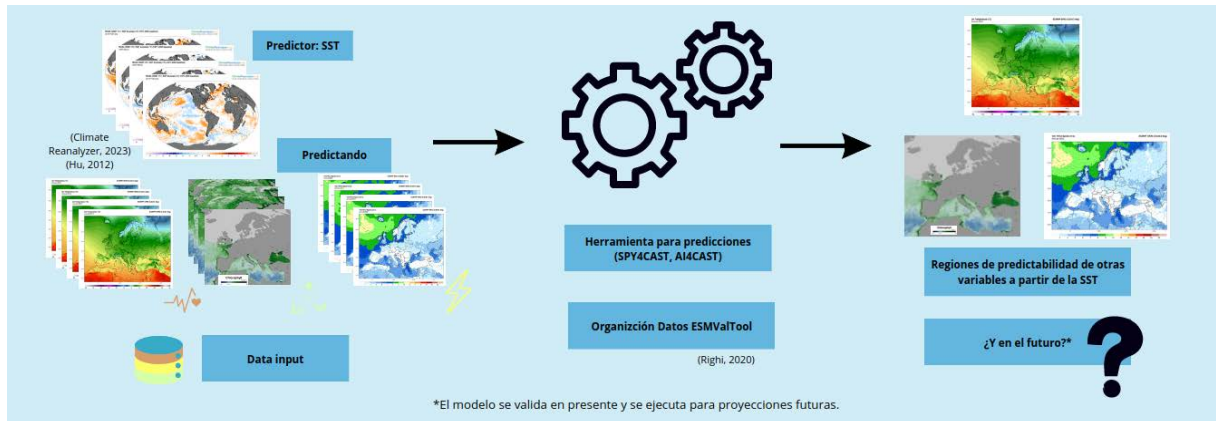 Predictor: SST
(Climate
Reanalyzer, 2023)
(Hu, 2012)
Predictando
Data input
Herramienta para predicciones
(SPY4CAST, AI4CAST)
Organizción Datos ESMValTool
(Righi, 2020)
Regiones de predictabilidad de otras
variables a partir de la SST
¿Y en el futuro?*
?
*El modelo se valida en presente y se ejecuta para proyecciones futuras.